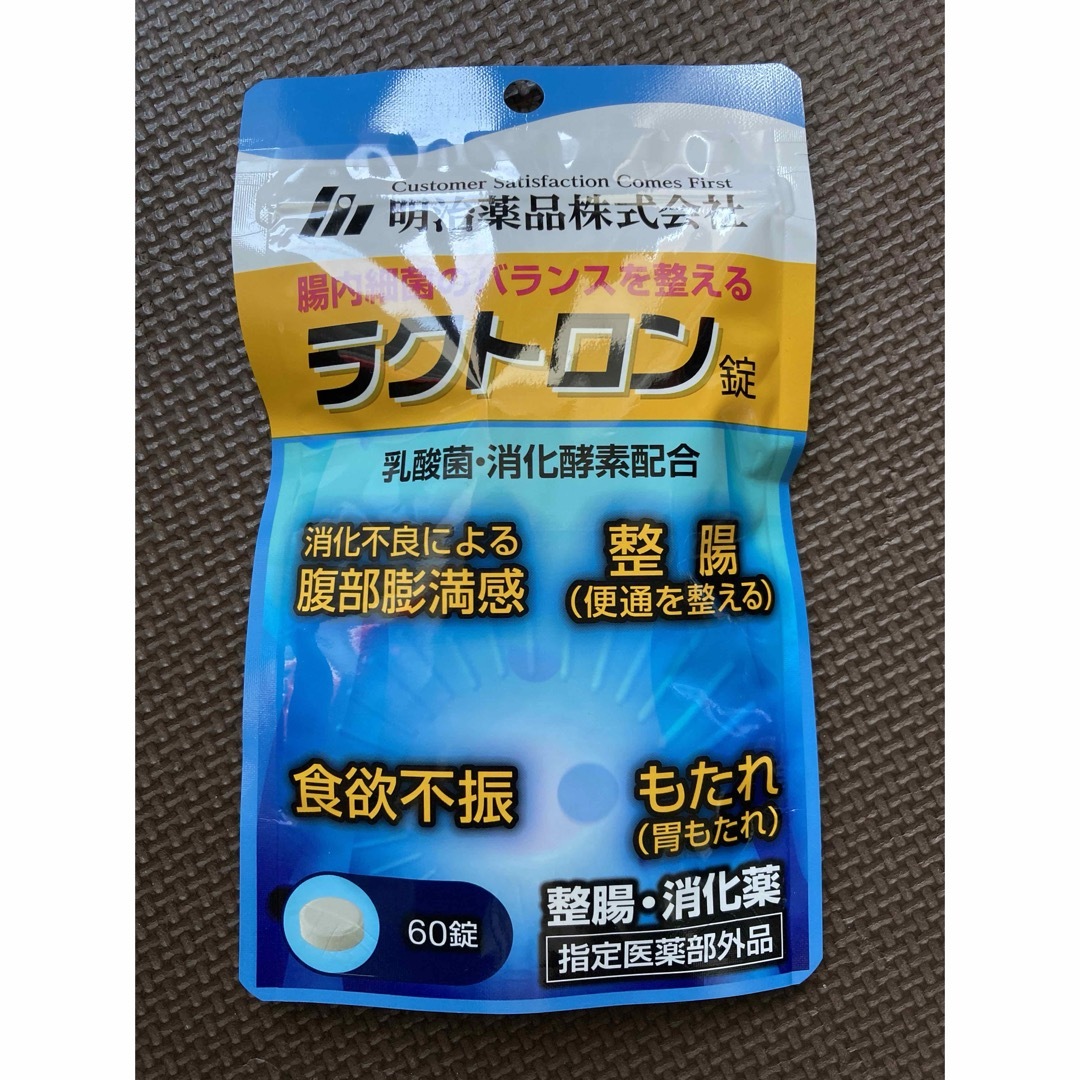 Customer Satisfaction Comes First
明治薬品株式会社
腸内細菌のバランスを整える
ラクトロン錠
乳酸菌・消化酵素配合
消化不良による
腹部膨満感
整腸
(便通を整える)
食欲不振
もたれ
(胃もたれ)
60錠
整腸・消化薬
指定医薬部外品